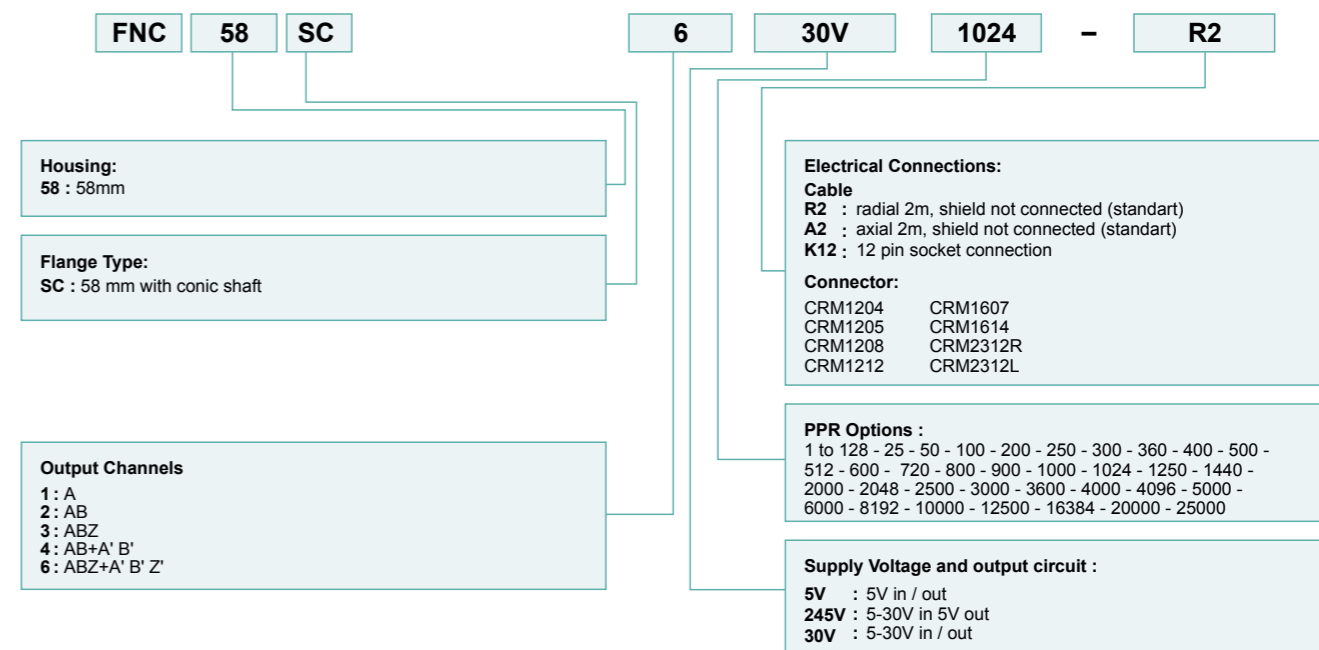 FNC 58 SC 6 30V 1024 – R2
Housing:
58 : 58mm
Flange Type:
SC : 58 mm with conic shaft
Output Channels
1 : A
2 : AB
3 : ABZ
4 : AB+A' B'
6 : ABZ+A' B' Z'
Electrical Connections:
Cable
R2 : radial 2m, shield not connected (standart)
A2 : axial 2m, shield not connected (standart)
K12 : 12 pin socket connection
Connector:
CRM1204 CRM1607
CRM1205 CRM1614
CRM1208 CRM2312R
CRM1212 CRM2312L
PPR Options :
1 to 128 - 25 - 50 - 100 - 200 - 250 - 300 - 360 - 400 - 500 -
512 - 600 - 720 - 800 - 900 - 1000 - 1024 - 1250 - 1440 -
2000 - 2048 - 2500 - 3000 - 3600 - 4000 - 4096 - 5000 -
6000 - 8192 - 10000 - 12500 - 16384 - 20000 - 25000
Supply Voltage and output circuit :
5V : 5V in / out
245V : 5-30V in 5V out
30V : 5-30V in / out